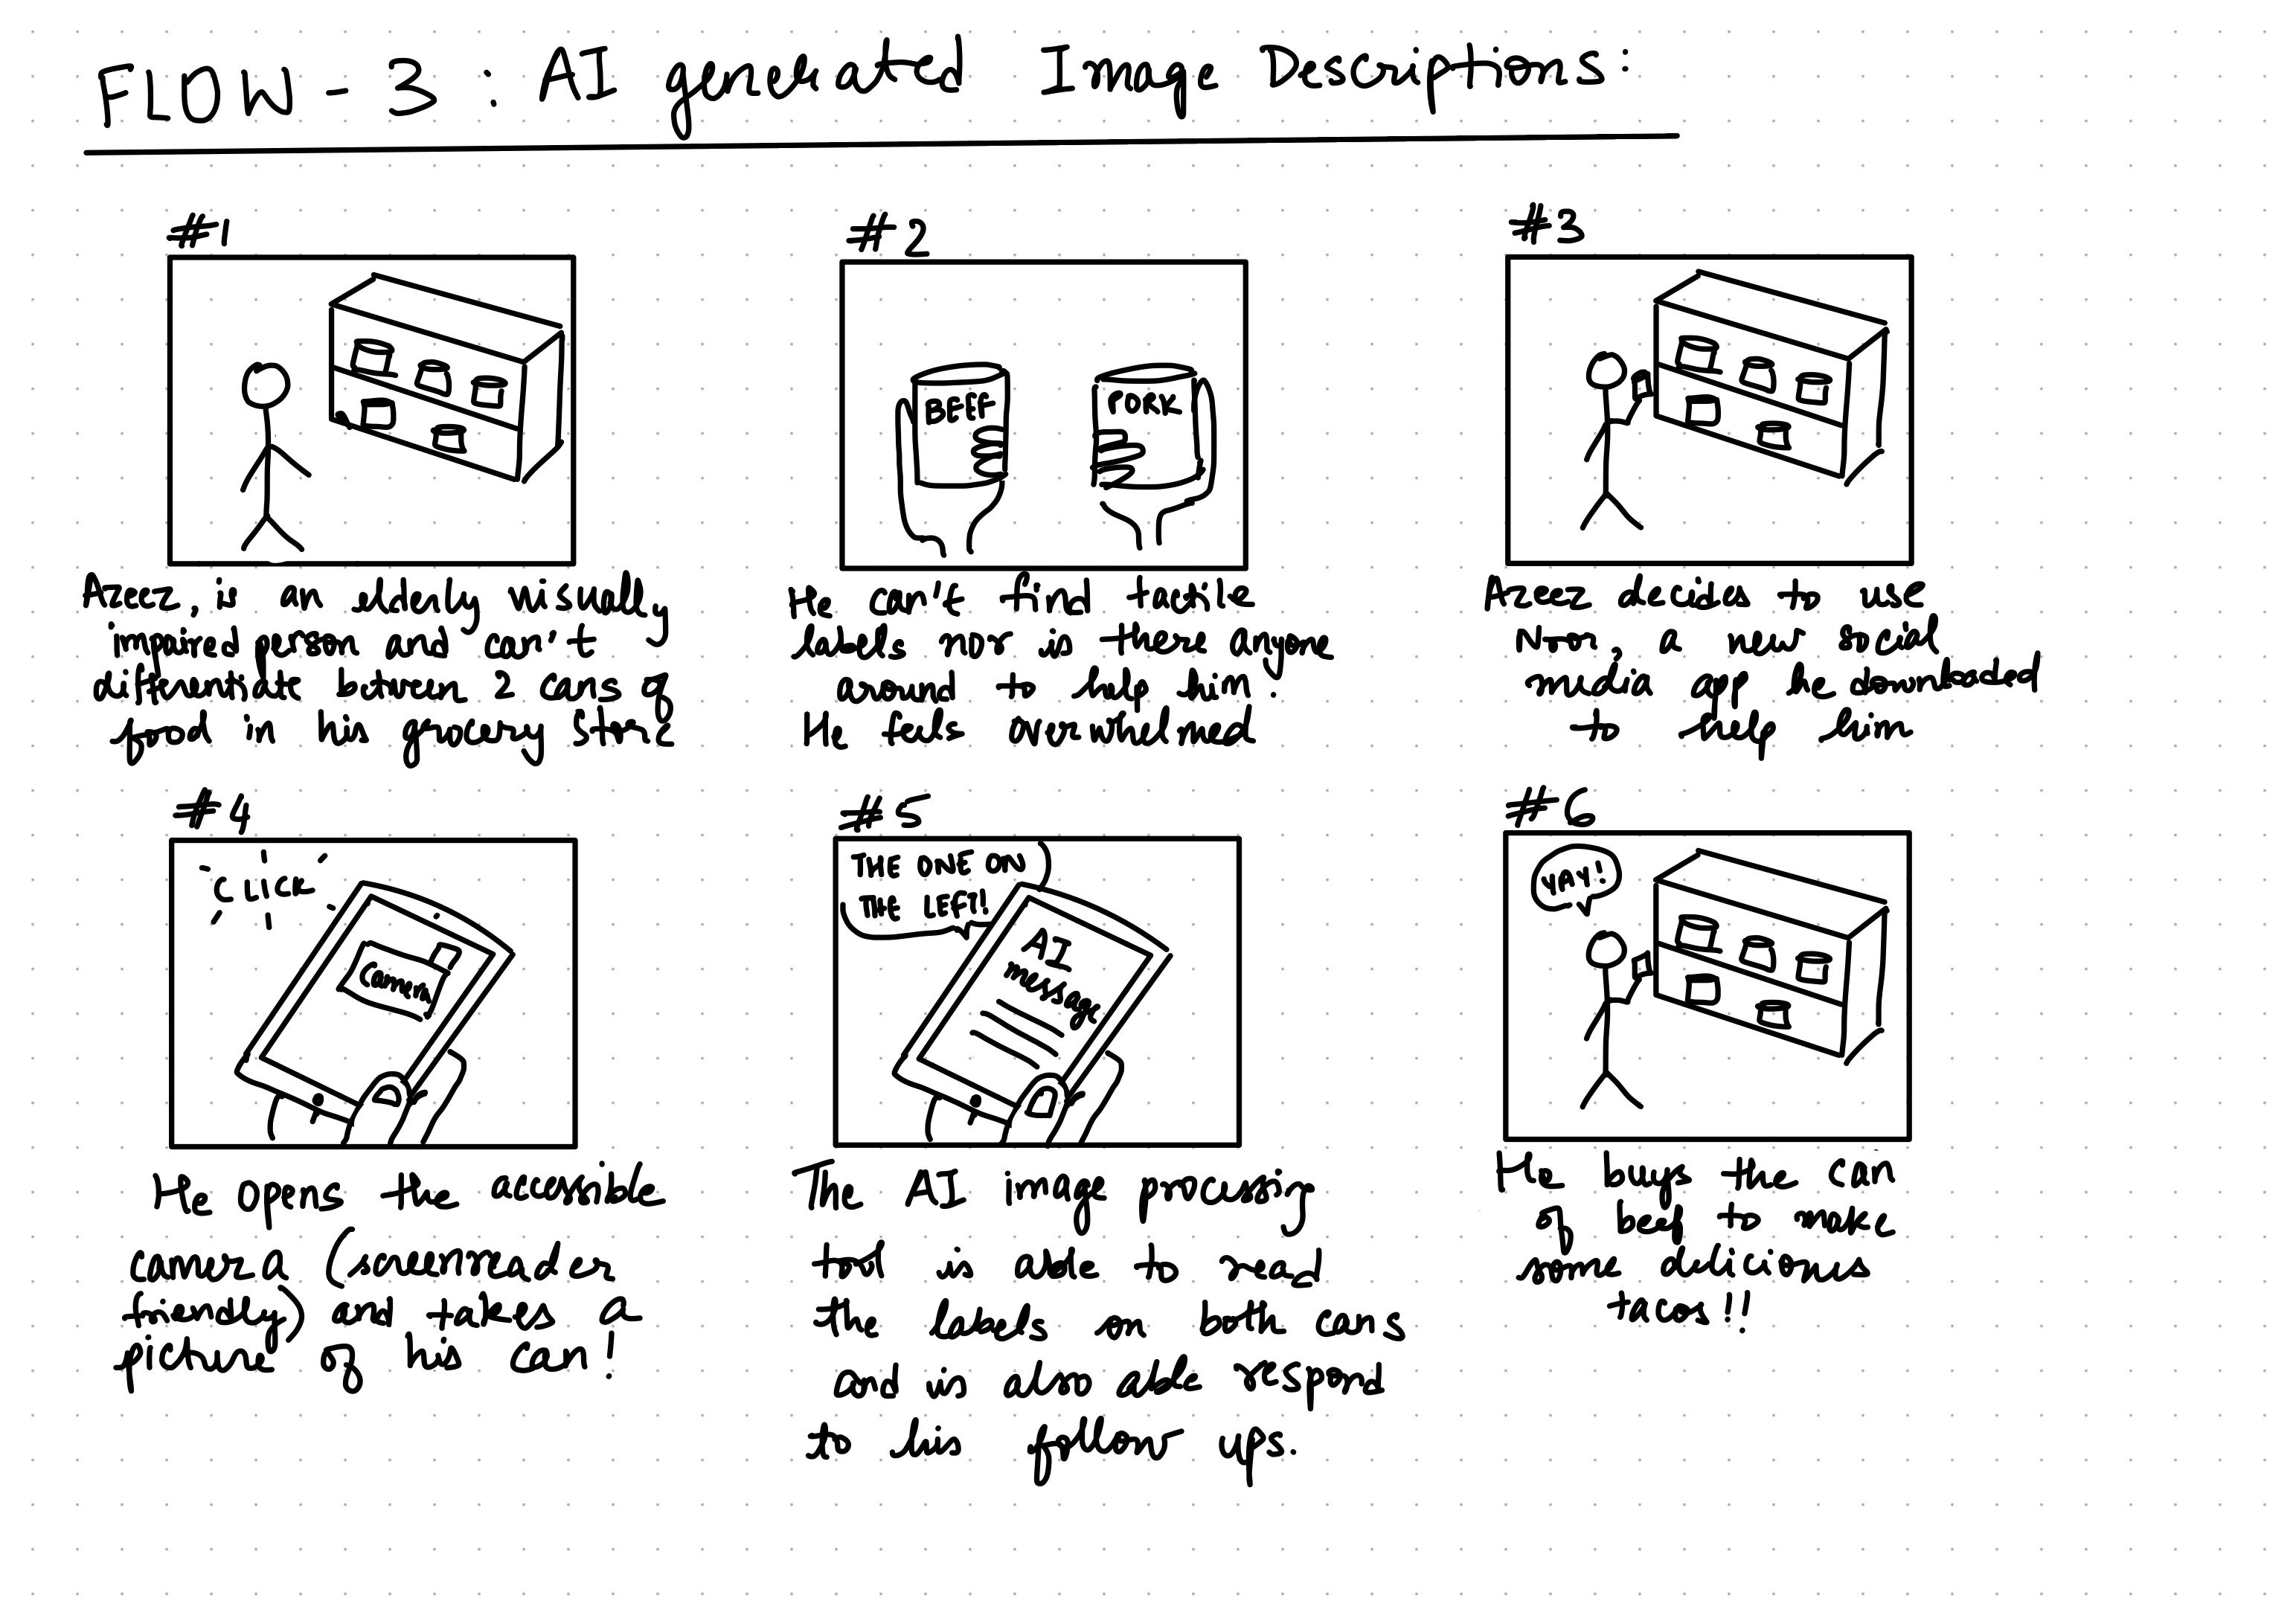 FLOW - 3 : AI generated Image Descriptions:
#1
Azeez, is an elderly visually
impaired person and can't
differentiate between 2 cans of
food in his grocery store
#2
BEEF
PORK
He can't find tactile
labels nor is there anyone
around to help him.
He feels overwhelmed
#3
Azeez decides to use
Noor, a new social
media app he downloaded
to help him
#4
CLICK
Camera
He opens the accessible
camera (screenreader
friendly) and takes a
picture of his can!
#5
THE ONE ON
THE LEFT!
AI
message
The AI image processing
tool is able to read
the labels on both cans
and is also able respond
to his follow ups.
#6
YAY!
He buys the can
of beef to make
some delicious
tacos!!